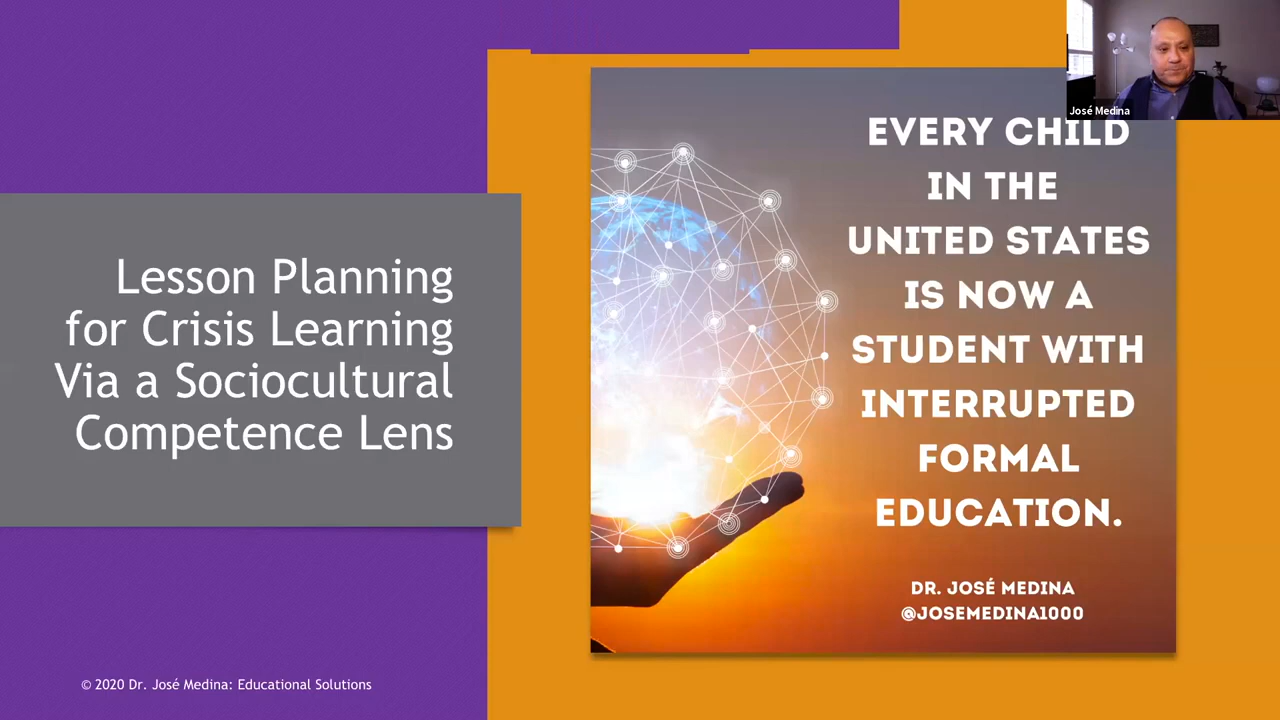 Lesson Planning
for Crisis Learning
Via a Sociocultural
Competence Lens
EVERY CHILD
IN THE
UNITED STATES
IS NOW A
STUDENT WITH
INTERRUPTED
FORMAL
EDUCATION.
DR. JOSÉ MEDINA
@JOSEMEDINA1000
José Medina
© 2020 Dr. José Medina: Educational Solutions